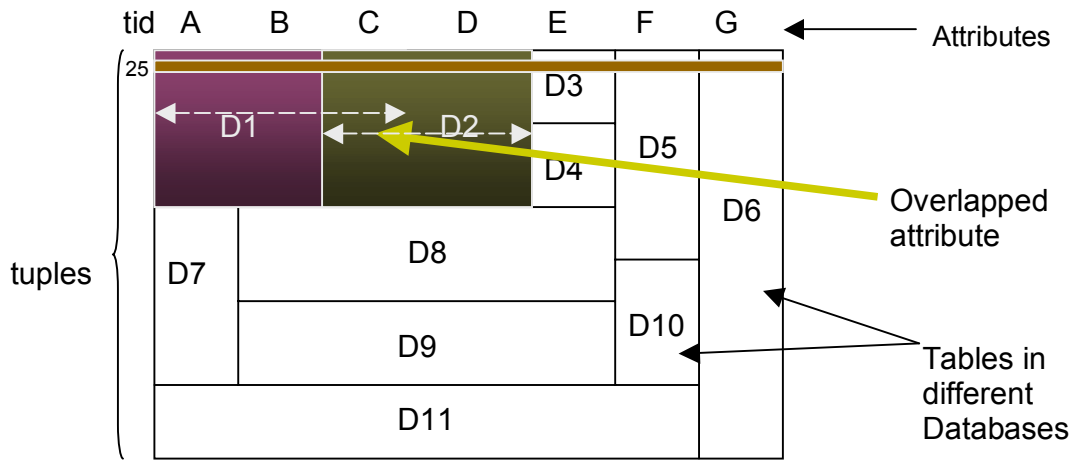 tid A B C D E F G
Attributes
25
D3
D1
D2
D5
D4
D6
Overlapped
attribute
D8
tuples
D7
D10
D9
Tables in
different
Databases
D11